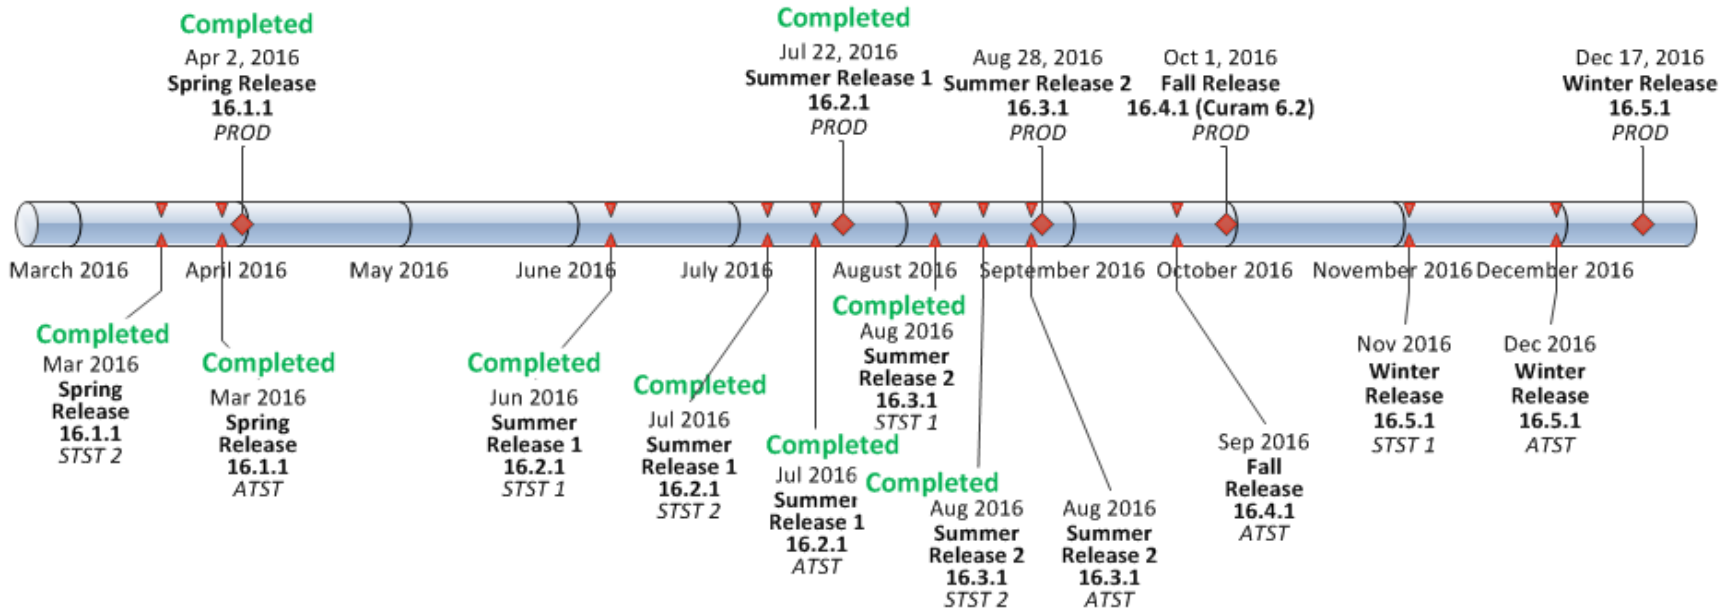 Completed
Apr 2, 2016
Spring Release
16.1.1
PROD
Completed
Jul 22, 2016
Summer Release 1
16.2.1
PROD
Aug 28, 2016
Summer Release 2
16.3.1
PROD
Oct 1, 2016
Fall Release
16.4.1 (Curam 6.2)
PROD
Dec 17, 2016
Winter Release
16.5.1
PROD
March 2016
April 2016
May 2016
June 2016
July 2016
August 2016
September 2016
October 2016
November 2016
December 2016
Completed
Mar 2016
Spring
Release
16.1.1
STST 2
Completed
Mar 2016
Spring
Release
16.1.1
ATST
Completed
Jun 2016
Summer
Release 1
16.2.1
STST 1
Completed
Jul 2016
Summer
Release 1
16.2.1
STST 2
Completed
Jul 2016
Summer
Release 1
16.2.1
ATST
Completed
Aug 2016
Summer
Release 2
16.3.1
STST 1
Completed
Aug 2016
Summer
Release 2
16.3.1
STST 2
Aug 2016
Summer
Release 2
16.3.1
ATST
Sep 2016
Fall
Release
16.4.1
ATST
Nov 2016
Winter
Release
16.5.1
STST 1
Dec 2016
Winter
Release
16.5.1
ATST